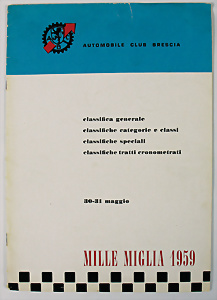 AUTOMOBILE CLUB BRESCIA
classifica generale
classifiche categorie e classi
classifiche speciali
classifiche tratti cronometrati
30-31 maggio
MILLE MIGLIA 1959